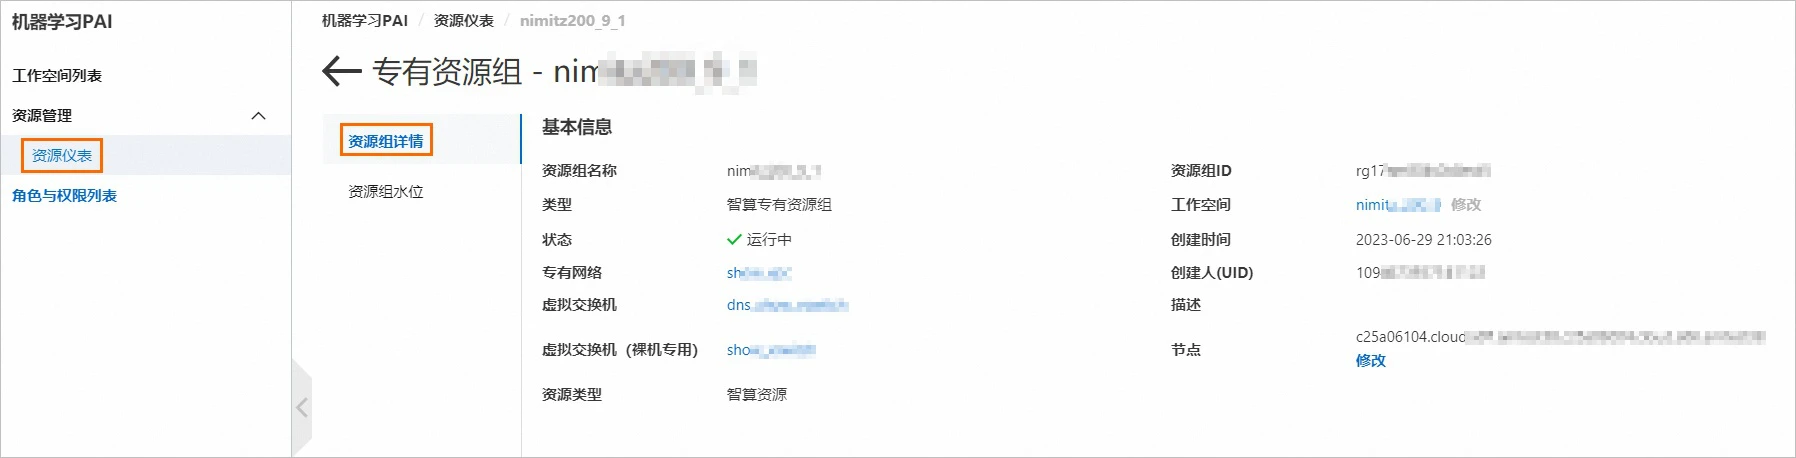 机器学习PAI
工作空间列表
资源管理
资源仪表
角色与权限列表
机器学习PAI / 资源仪表 / nimitz200_9_1
专有资源组 - nim
资源组详情
资源组水位
基本信息
资源组名称 nim
资源组ID rg17
类型 智算专有资源组
工作空间 nimitz 修改
状态 运行中
创建时间 2023-06-29 21:03:26
专有网络 sh
创建人(UID) 109
虚拟交换机 dns
描述
虚拟交换机（裸机专用） sho
节点 c25a06104.cloud
修改
资源类型 智算资源